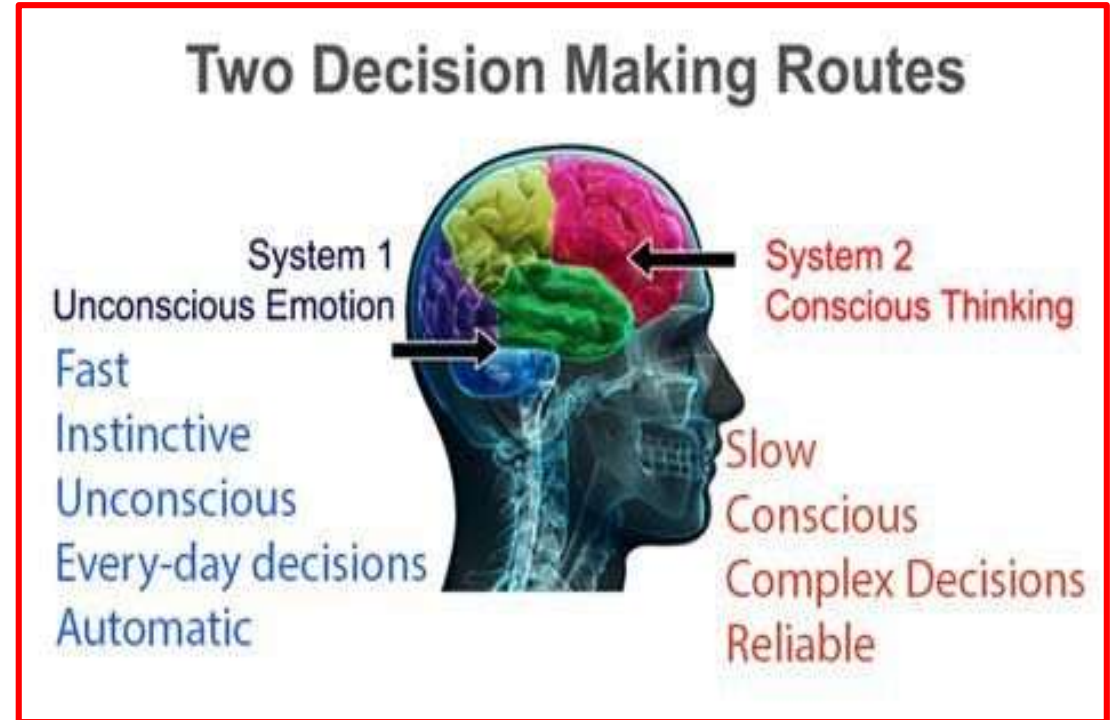 Two Decision Making Routes
System 1
Unconscious Emotion
Fast
Instinctive
Unconscious
Every-day decisions
Automatic
System 2
Conscious Thinking
Slow
Conscious
Complex Decisions
Reliable